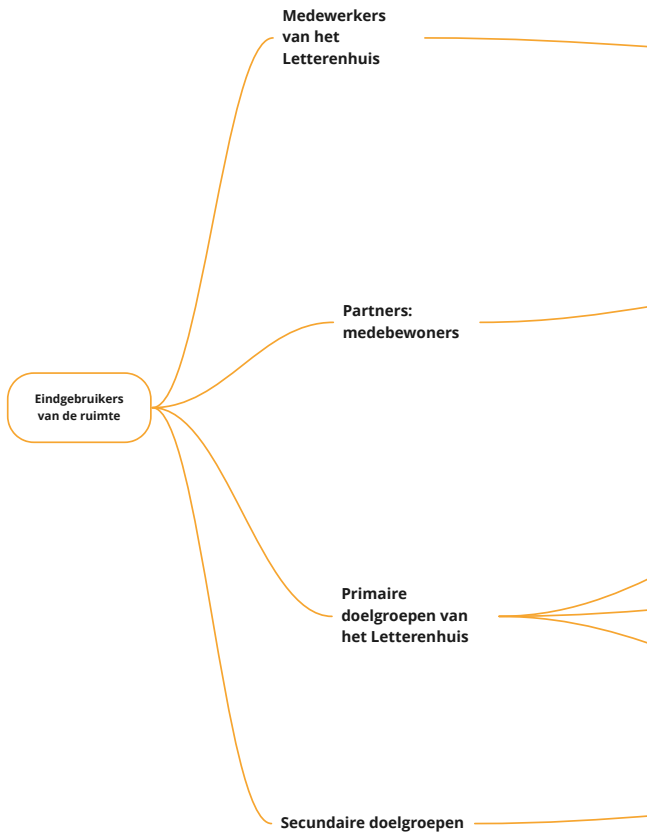 Medewerkers
van het
Letterenhuis
Partners:
medebewoners
Eindgebruikers
van de ruimte
Primaire
doelgroepen van
het Letterenhuis
Secundaire doelgroepen